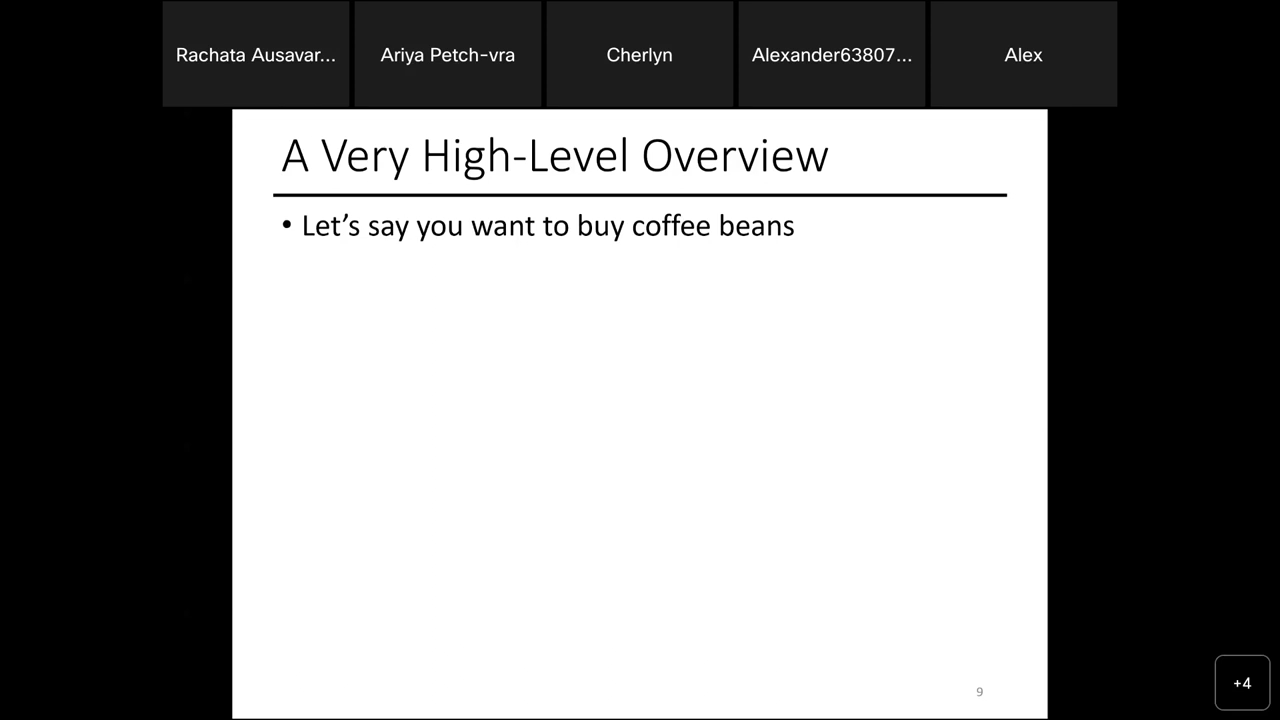 Rachata Ausavar...
Ariya Petch-vra
Cherlyn
Alexander63807...
Alex
A Very High-Level Overview
• Let’s say you want to buy coffee beans
9
+4